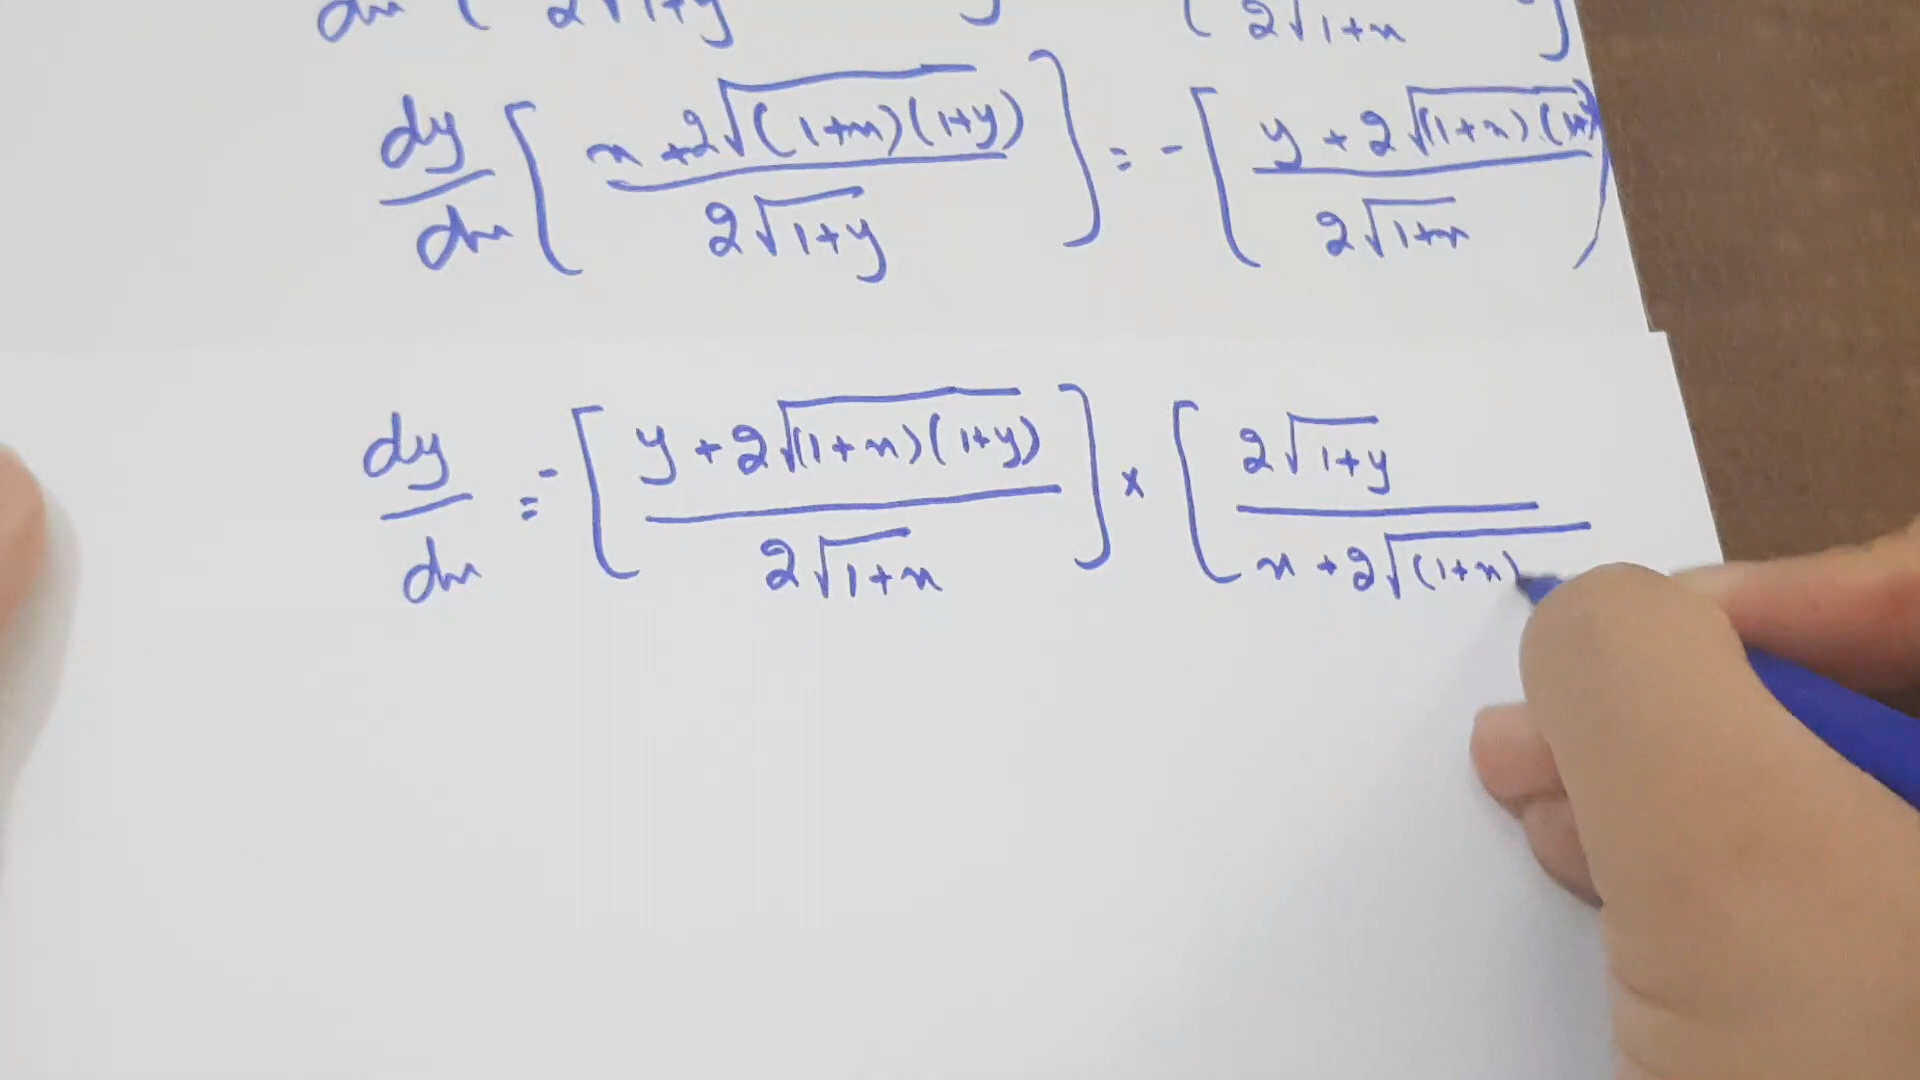 dy/dx [ x+2√(1+x)(1+y) / 2√1+y ] = - [ y+2√(1+x)(1+y) / 2√1+x ]
dy/dx = - [ y+2√(1+x)(1+y) / 2√1+x ] × [ 2√1+y / x+2√(1+x)